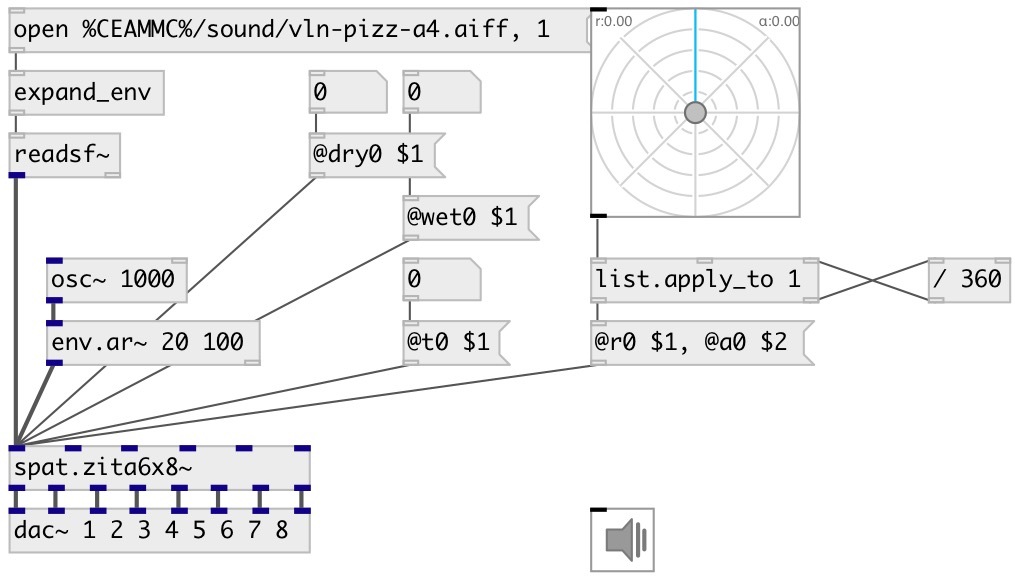 open %CEAMMC%/sound/vln-pizz-a4.aiff, 1
r:0.00 α:0.00
expand_env
0 0
readsf~
@dry0 $1
@wet0 $1
osc~ 1000
0
list.apply_to 1
/ 360
env.ar~ 20 100
@t0 $1
@r0 $1, @a0 $2
spat.zita6x8~
dac~ 1 2 3 4 5 6 7 8